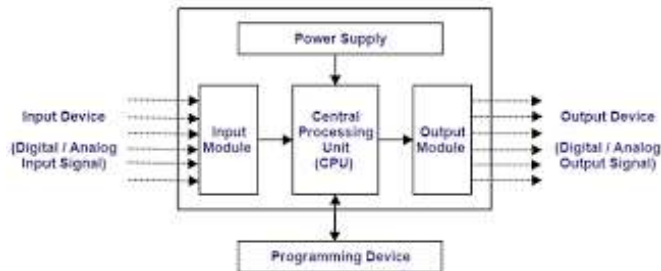 Power Supply
Input Device
(Digital / Analog
Input Signal)
Input
Module
Central
Processing
Unit
(CPU)
Output
Module
Output Device
(Digital / Analog
Output Signal)
Programming Device